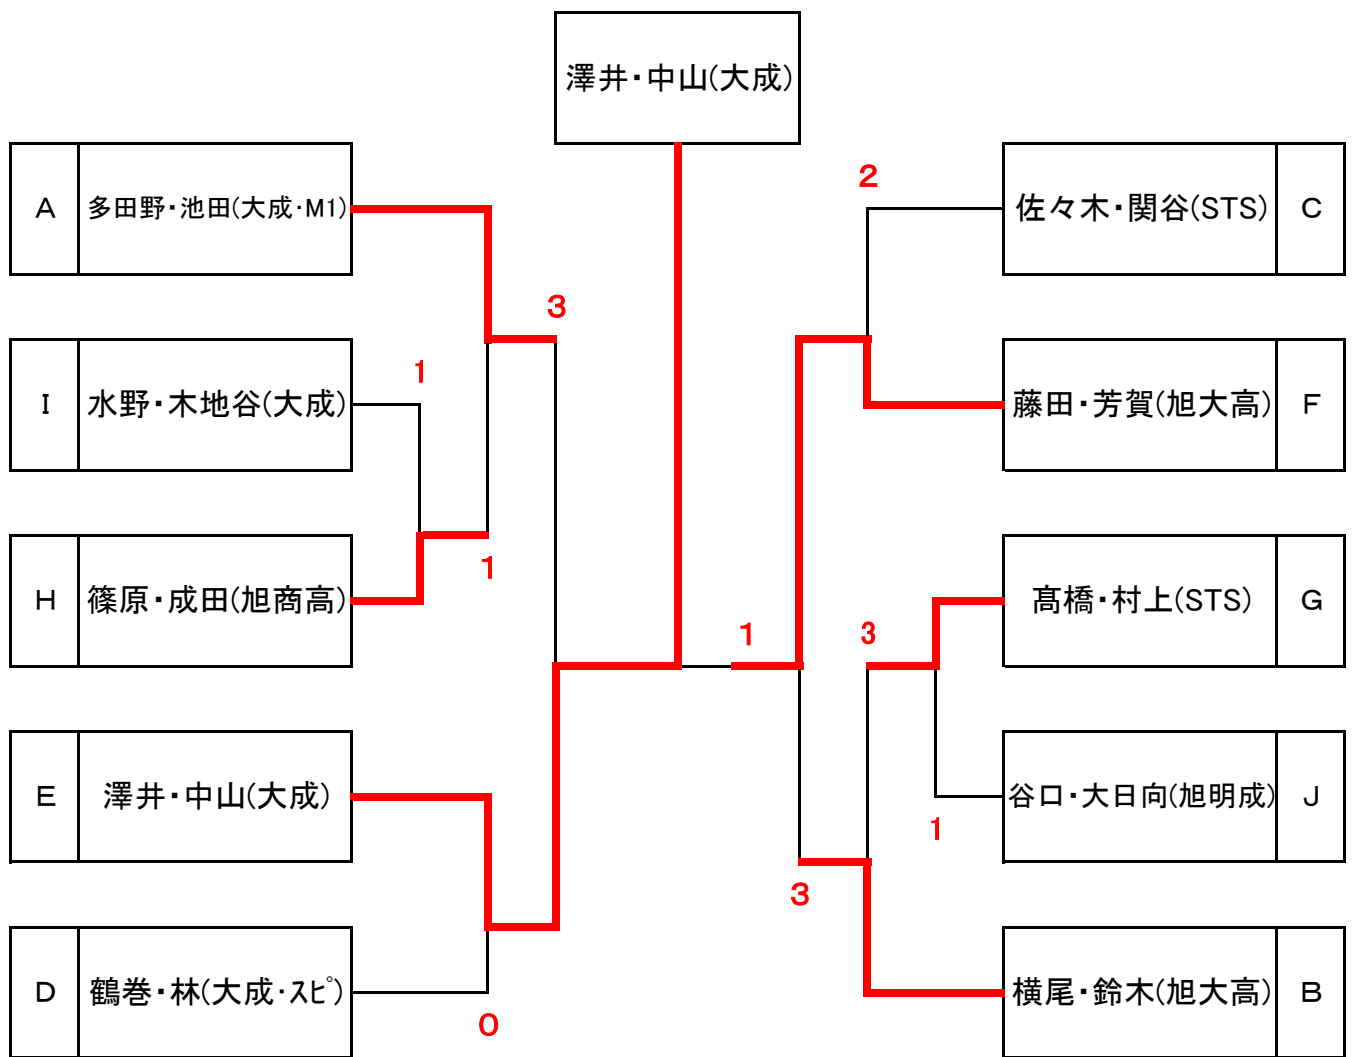 澤井・中山(大成)
A 多田野・池田(大成・M1)
2
佐々木・関谷(STS) C
3
I 水野・木地谷(大成)
1
藤田・芳賀(旭大高) F
H 篠原・成田(旭商高)
1
1
3
髙橋・村上(STS) G
E 澤井・中山(大成)
谷口・大日向(旭明成) J
1
3
D 鶴巻・林(大成・スピ)
0
横尾・鈴木(旭大高) B